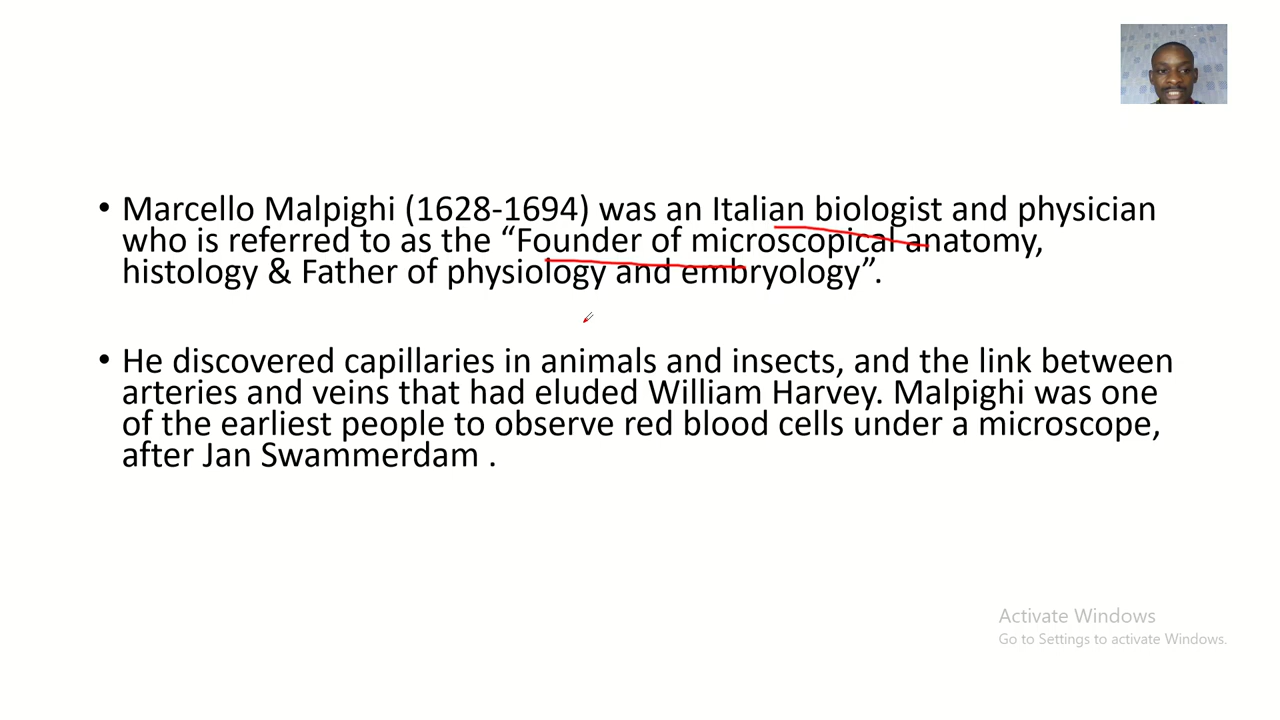 • Marcello Malpighi (1628-1694) was an Italian biologist and physician
who is referred to as the “Founder of microscopical anatomy,
histology & Father of physiology and embryology”.
• He discovered capillaries in animals and insects, and the link between
arteries and veins that had eluded William Harvey. Malpighi was one
of the earliest people to observe red blood cells under a microscope,
after Jan Swammerdam .
Activate Windows
Go to Settings to activate Windows.